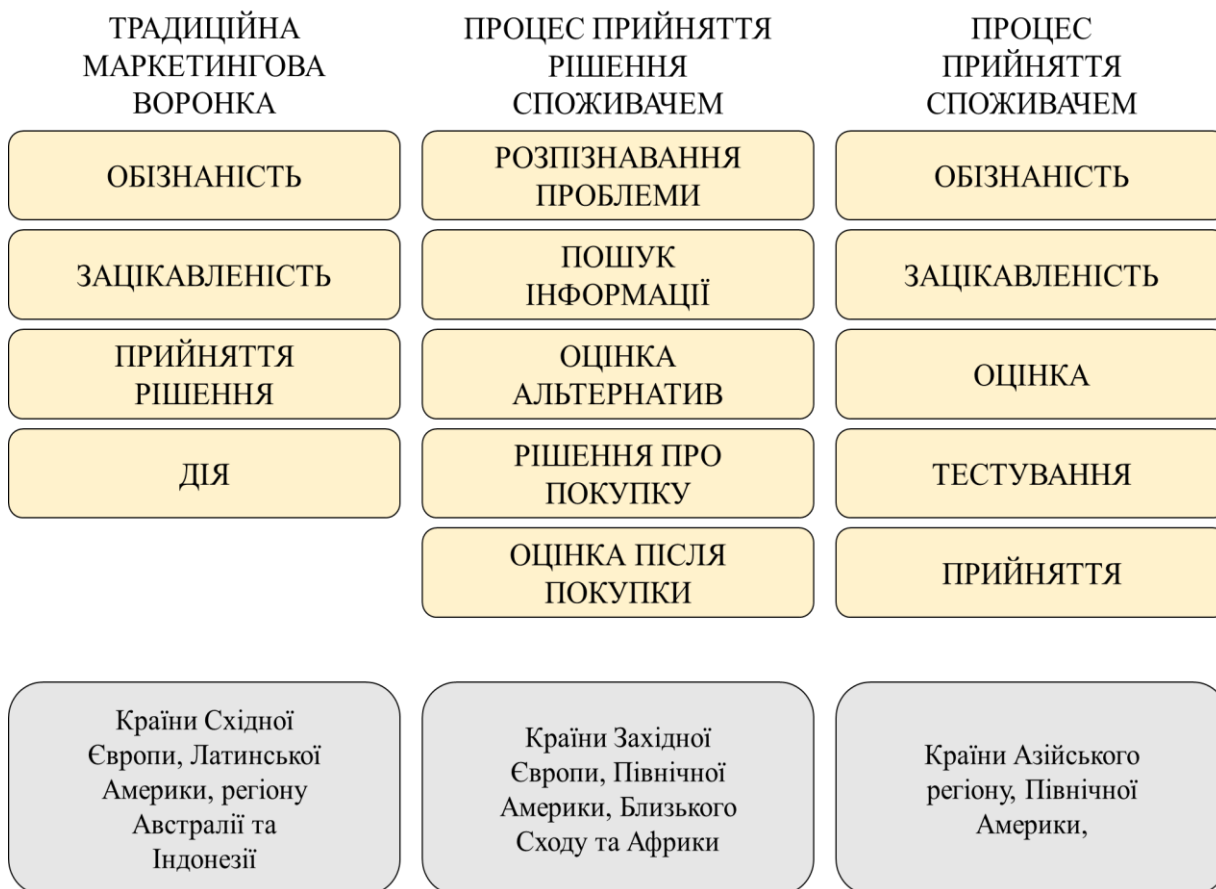 ТРАДИЦІЙНА
МАРКЕТИНГОВА
ВОРОНКА
ОБІЗНАНІСТЬ
ЗАЦІКАВЛЕНІСТЬ
ПРИЙНЯТТЯ
РІШЕННЯ
ДІЯ
Країни Східної
Європи, Латинської
Америки, регіону
Австралії та
Індонезії
ПРОЦЕС ПРИЙНЯТТЯ
РІШЕННЯ
СПОЖИВАЧЕМ
РОЗПІЗНАВАННЯ
ПРОБЛЕМИ
ПОШУК
ІНФОРМАЦІЇ
ОЦІНКА
АЛЬТЕРНАТИВ
РІШЕННЯ ПРО
ПОКУПКУ
ОЦІНКА ПІСЛЯ
ПОКУПКИ
Країни Західної
Європи, Північної
Америки, Близького
Сходу та Африки
ПРОЦЕС
ПРИЙНЯТТЯ
СПОЖИВАЧЕМ
ОБІЗНАНІСТЬ
ЗАЦІКАВЛЕНІСТЬ
ОЦІНКА
ТЕСТУВАННЯ
ПРИЙНЯТТЯ
Країни Азійського
регіону, Північної
Америки,